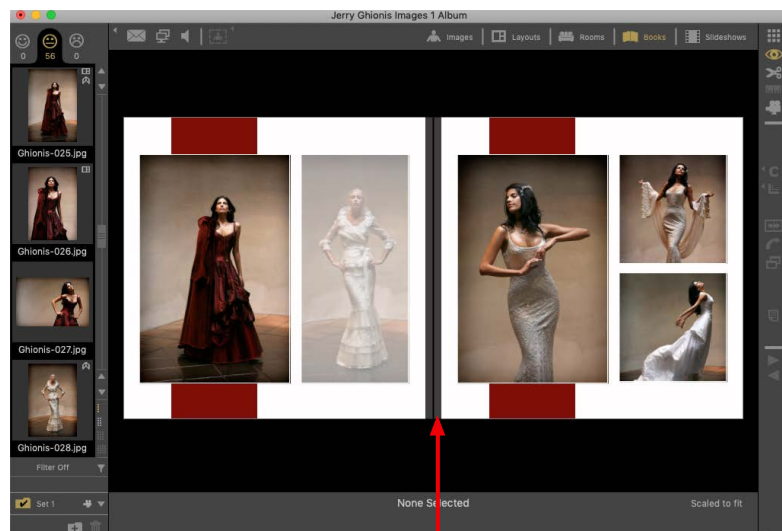 Jerry Ghionis Images 1 Album
0 56 0
Images Layouts Rooms Books Slideshows
Ghionis-025.jpg
Ghionis-026.jpg
Ghionis-027.jpg
Ghionis-028.jpg
Filter Off
Set 1
None Selected
Scaled to fit